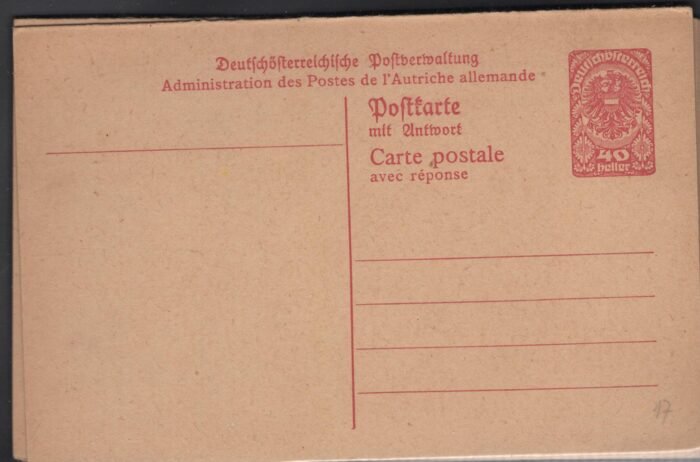 Deutschösterreichische Postverwaltung
Administration des Postes de l'Autriche allemande
Deutschösterreich
40
heller
Postkarte
mit Antwort
Carte postale
avec réponse
17